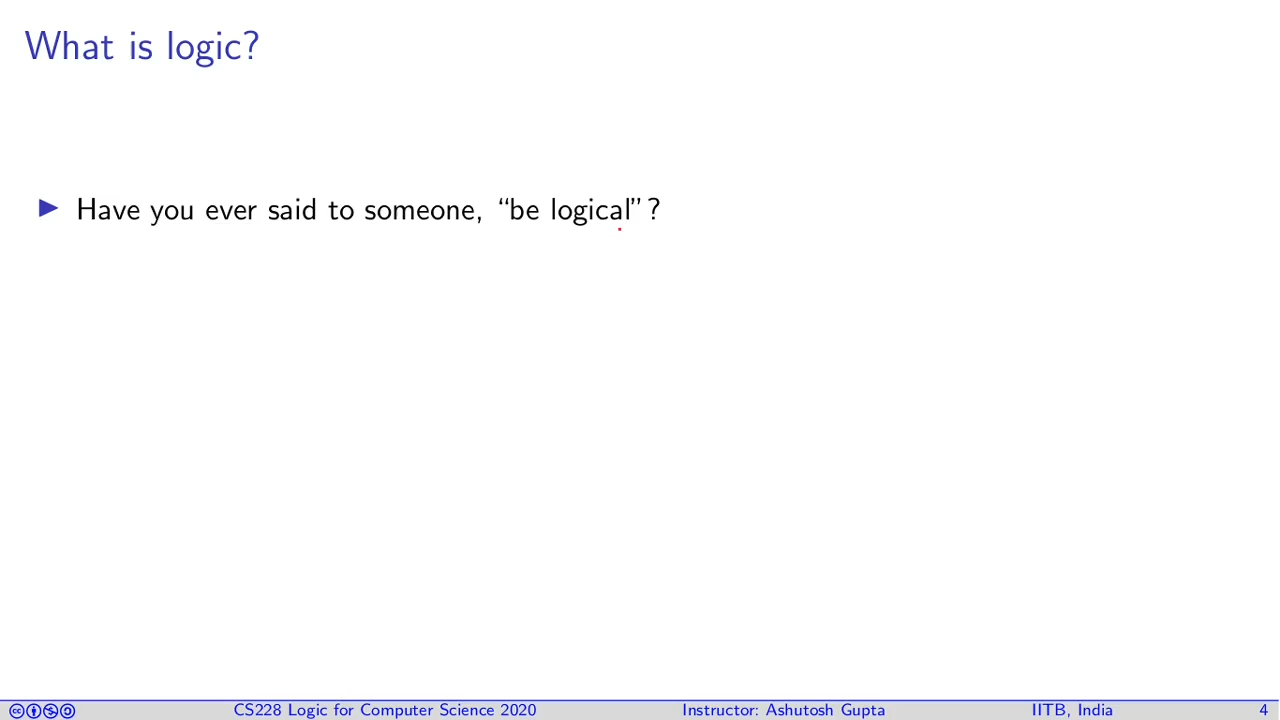 What is logic?
▶ Have you ever said to someone, “be logical”?
CS228 Logic for Computer Science 2020 Instructor: Ashutosh Gupta IITB, India 4